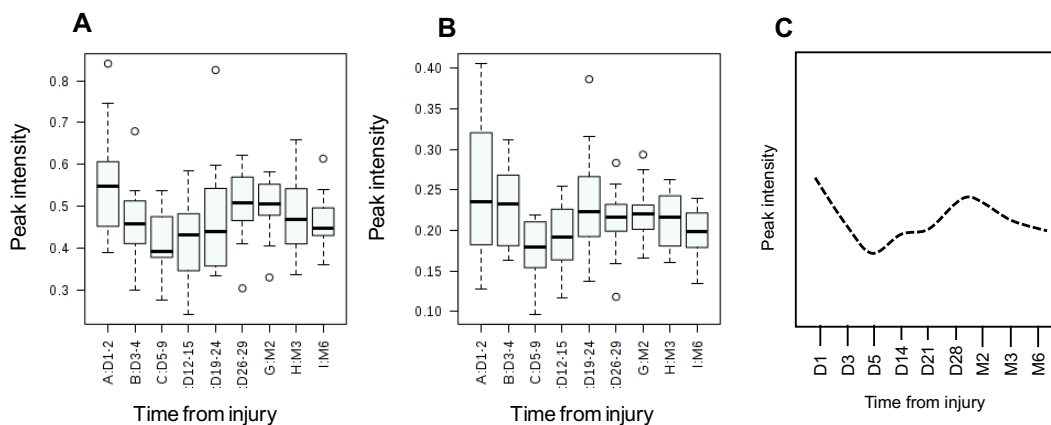 A
Peak intensity
0.8
0.7
0.6
0.5
0.4
0.3
A:D1-2
B:D3-4
C:D5-9
:D12-15
:D19-24
:D26-29
G:M2
H:M3
I:M6
Time from injury
B
Peak intensity
0.40
0.35
0.30
0.25
0.20
0.15
0.10
A:D1-2
B:D3-4
C:D5-9
:D12-15
:D19-24
:D26-29
G:M2
H:M3
I:M6
Time from injury
C
Peak intensity
D1
D3
D5
D14
D21
D28
M2
M3
M6
Time from injury